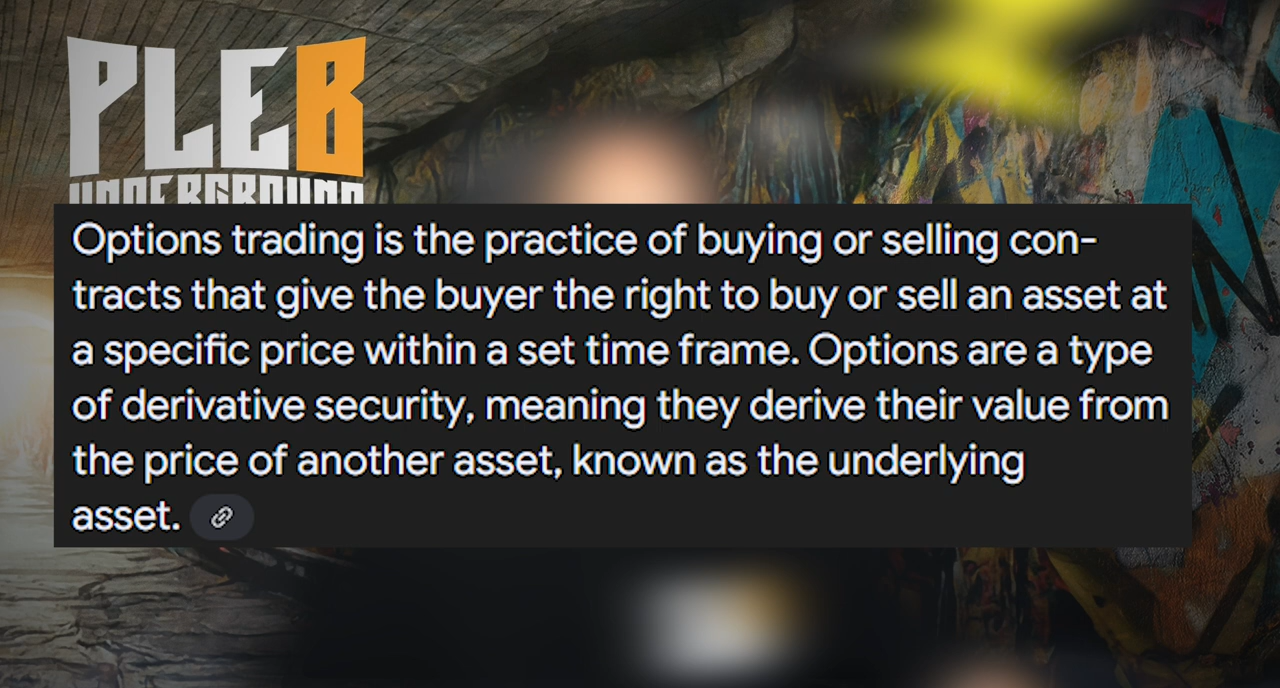 PLEB
UNDERGROUND
Options trading is the practice of buying or selling con-
tracts that give the buyer the right to buy or sell an asset at
a specific price within a set time frame. Options are a type
of derivative security, meaning they derive their value from
the price of another asset, known as the underlying
asset.